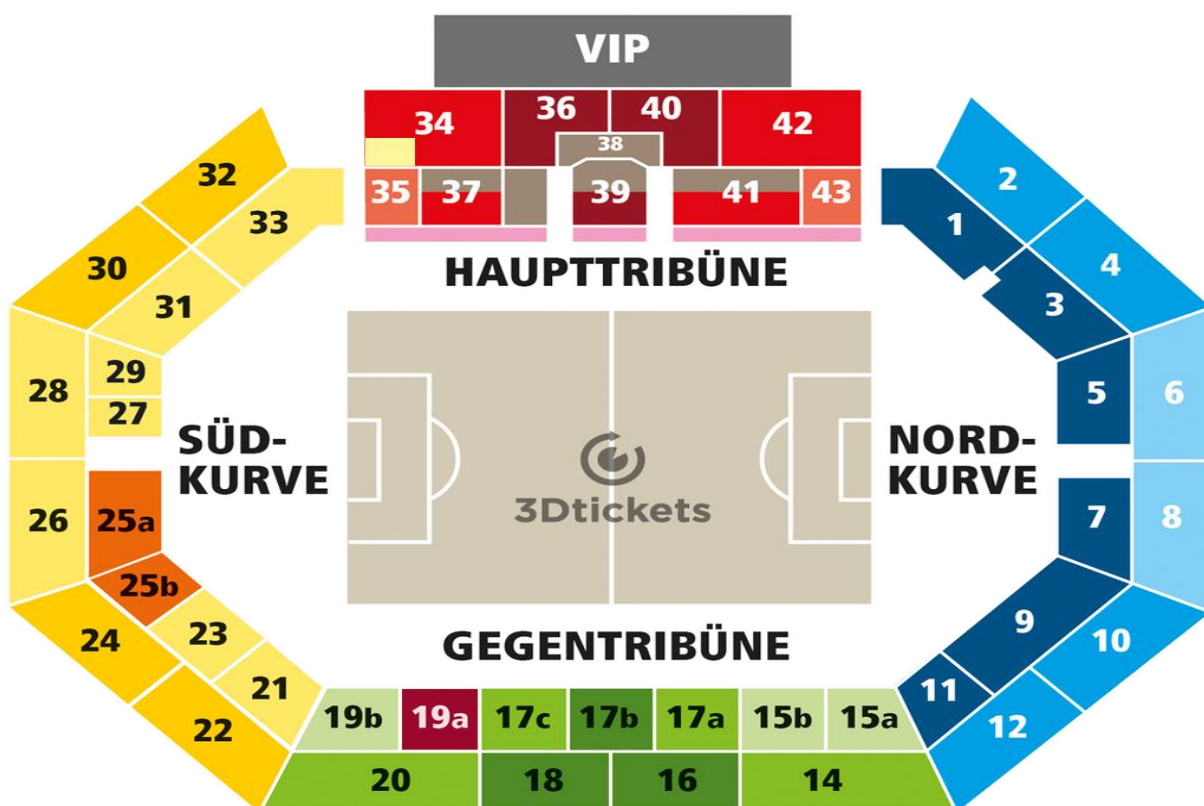 VIP
34
36
40
42
38
35
37
39
41
43
32
33
30
31
28
29
27
26
25a
25b
24
23
22
21
HAUPTTRIBÜNE
SÜD-
KURVE
3Dtickets
NORD-
KURVE
GEGENTRIBÜNE
2
1
4
3
5
6
7
8
9
10
11
12
19b
19a
17c
17b
17a
15b
15a
20
18
16
14